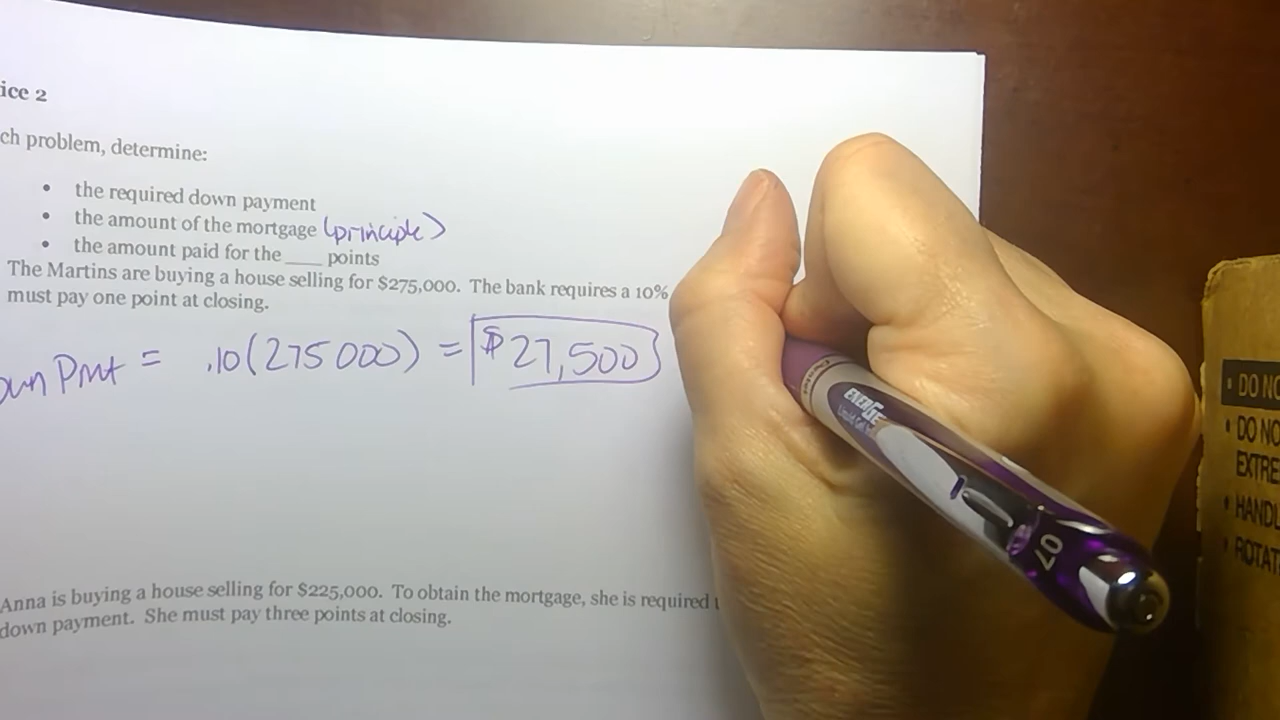 ice 2
ch problem, determine:
• the required down payment
• the amount of the mortgage (principle)
• the amount paid for the ____ points
The Martins are buying a house selling for $275,000. The bank requires a 10%
must pay one point at closing.
own Pmt = .10(275000) = $27,500
Anna is buying a house selling for $225,000. To obtain the mortgage, she is required
down payment. She must pay three points at closing.
EnerGel
07
• DO NO
• DO NO
EXTRE
• HANDL
• ROTAT